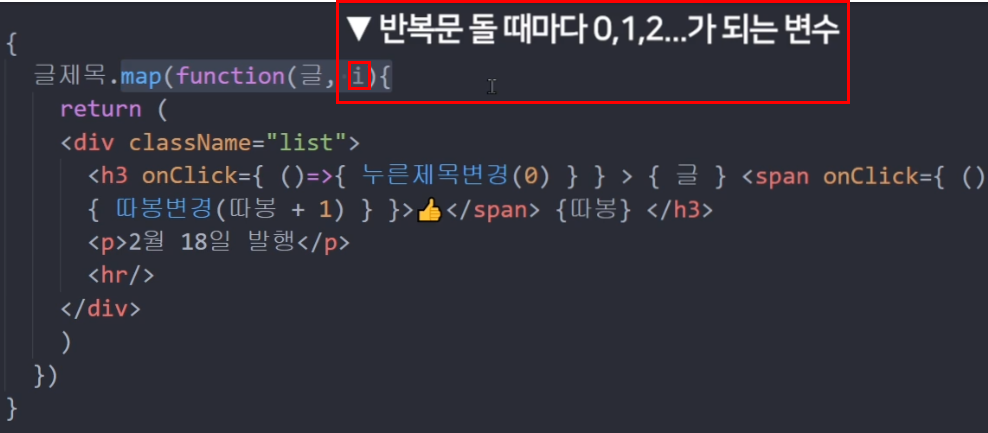 ▼ 반복문 돌 때마다 0,1,2...가 되는 변수
{
글제목.map(function(글, i){
return (
<div className="list">
<h3 onClick={ ()=>{ 누른제목변경(0) } } > { 글 } <span onClick={ ()
{ 따봉변경(따봉 + 1) } }>👍</span> {따봉} </h3>
<p>2월 18일 발행</p>
<hr/>
</div>
)
})
}